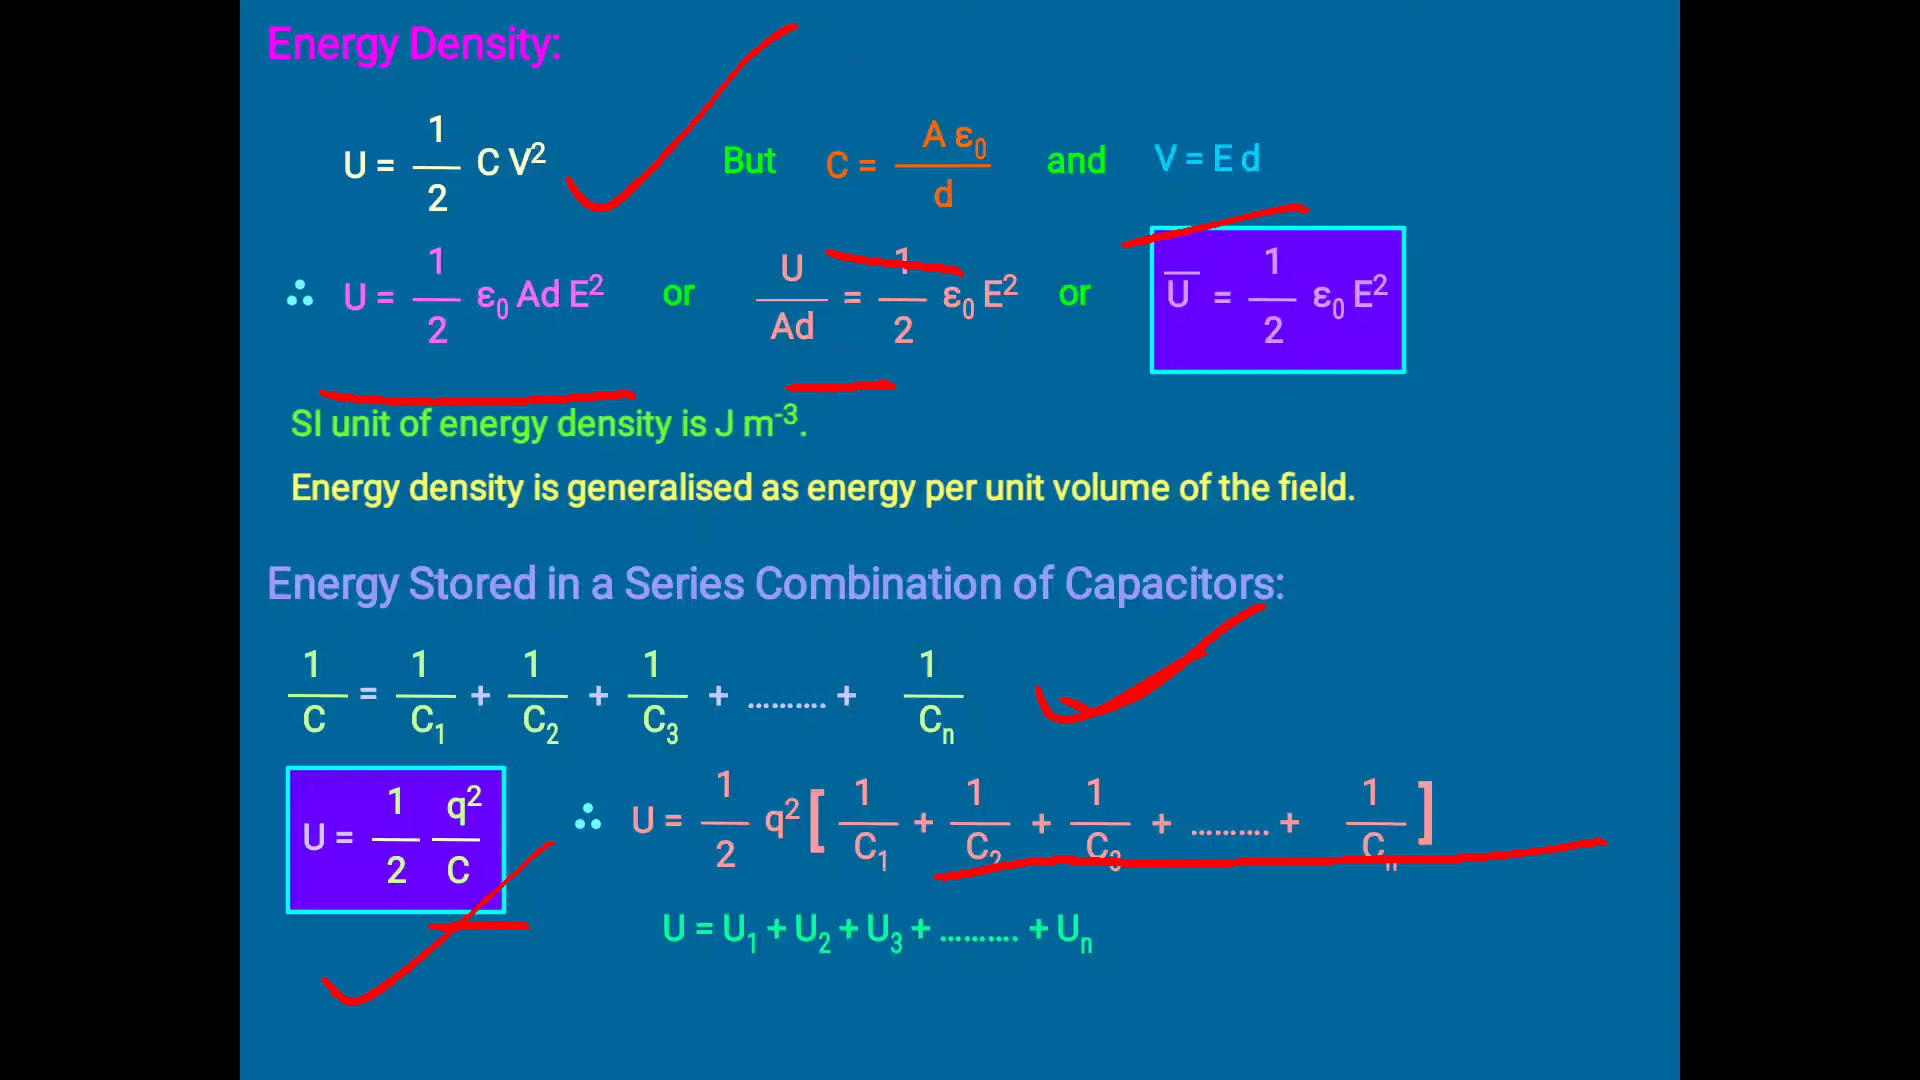 Energy Density:
U = 1/2 C V² But C = A ε₀/d and V = E d
∴ U = 1/2 ε₀ Ad E² or U/Ad = 1/2 ε₀ E² or U̅ = 1/2 ε₀ E²
SI unit of energy density is J m⁻³.
Energy density is generalised as energy per unit volume of the field.
Energy Stored in a Series Combination of Capacitors:
1/C = 1/C₁ + 1/C₂ + 1/C₃ + .......... + 1/Cₙ
U = 1/2 q²/C ∴ U = 1/2 q² [ 1/C₁ + 1/C₂ + 1/C₃ + .......... + 1/Cₙ ]
U = U₁ + U₂ + U₃ + .......... + Uₙ